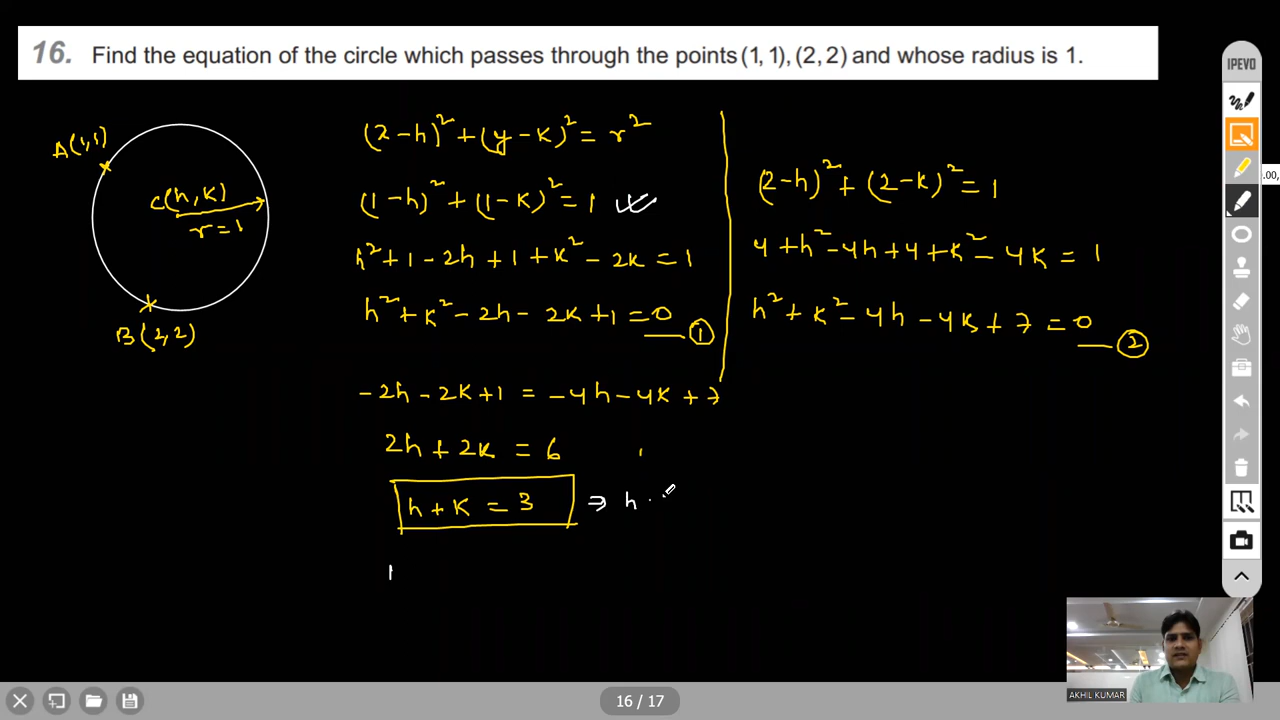 16. Find the equation of the circle which passes through the points (1, 1), (2, 2) and whose radius is 1.
A(1,1)
C(h, K)
r=1
B(2,2)
(x-h)²+(y-K)²= r²
(1-h)²+(1-K)²=1
h²+1-2h+1+K²-2K=1
h²+K²-2h-2K+1=0 ①
(2-h)²+(2-K)²=1
4+h²-4h+4+K²-4K=1
h²+K²-4h-4K+7=0 ②
-2h-2K+1=-4h-4K+7
2h+2K=6
h+K=3 ⇒ h
IPEVO
.00,
AKHIL KUMAR
16 / 17